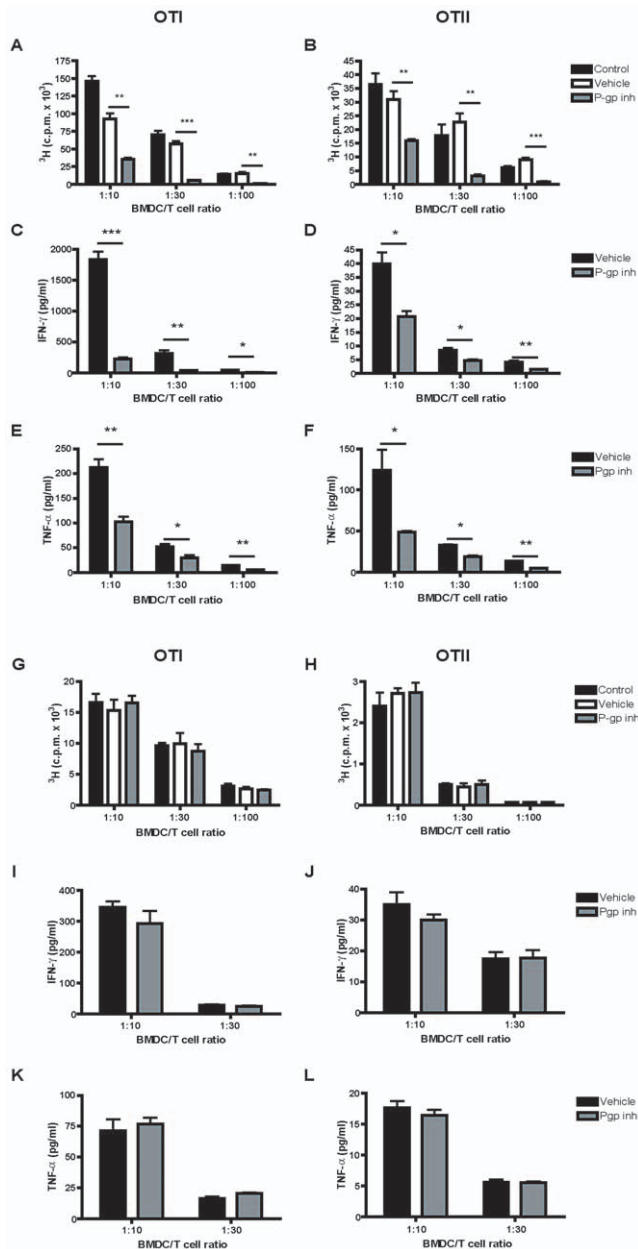 OTI OTII
A
³H (c.p.m. x 10³)
175
150
125
100
75
50
25
0
** *** **
1:10 1:30 1:100
BMDC/T cell ratio
B
³H (c.p.m. x 10³)
45
40
35
30
25
20
15
10
5
0
** ** ***
1:10 1:30 1:100
BMDC/T cell ratio
Control
Vehicle
P-gp inh
C
IFN-γ (pg/ml)
2000
1500
1000
500
0
*** ** *
1:10 1:30 1:100
BMDC/T cell ratio
D
IFN-γ (pg/ml)
45
40
35
30
25
20
15
10
5
0
* * **
1:10 1:30 1:100
BMDC/T cell ratio
Vehicle
P-gp inh
E
TNF-α (pg/ml)
250
200
150
100
50
0
** * **
1:10 1:30 1:100
BMDC/T cell ratio
F
TNF-α (pg/ml)
150
100
50
0
* * **
1:10 1:30 1:100
BMDC/T cell ratio
Vehicle
Pgp inh
OTI OTII
G
³H (c.p.m. x 10³)
20
15
10
5
0
1:10 1:30 1:100
BMDC/T cell ratio
H
³H (c.p.m. x 10³)
3
2
1
0
1:10 1:30 1:100
BMDC/T cell ratio
Control
Vehicle
P-gp inh
I
IFN-γ (pg/ml)
400
300
200
100
0
1:10 1:30
BMDC/T cell ratio
J
IFN-γ (pg/ml)
40
30
20
10
0
1:10 1:30
BMDC/T cell ratio
Vehicle
Pgp inh
K
TNF-α (pg/ml)
100
75
50
25
0
1:10 1:30
BMDC/T cell ratio
L
TNF-α (pg/ml)
20
15
10
5
0
1:10 1:30
BMDC/T cell ratio
Vehicle
Pgp inh